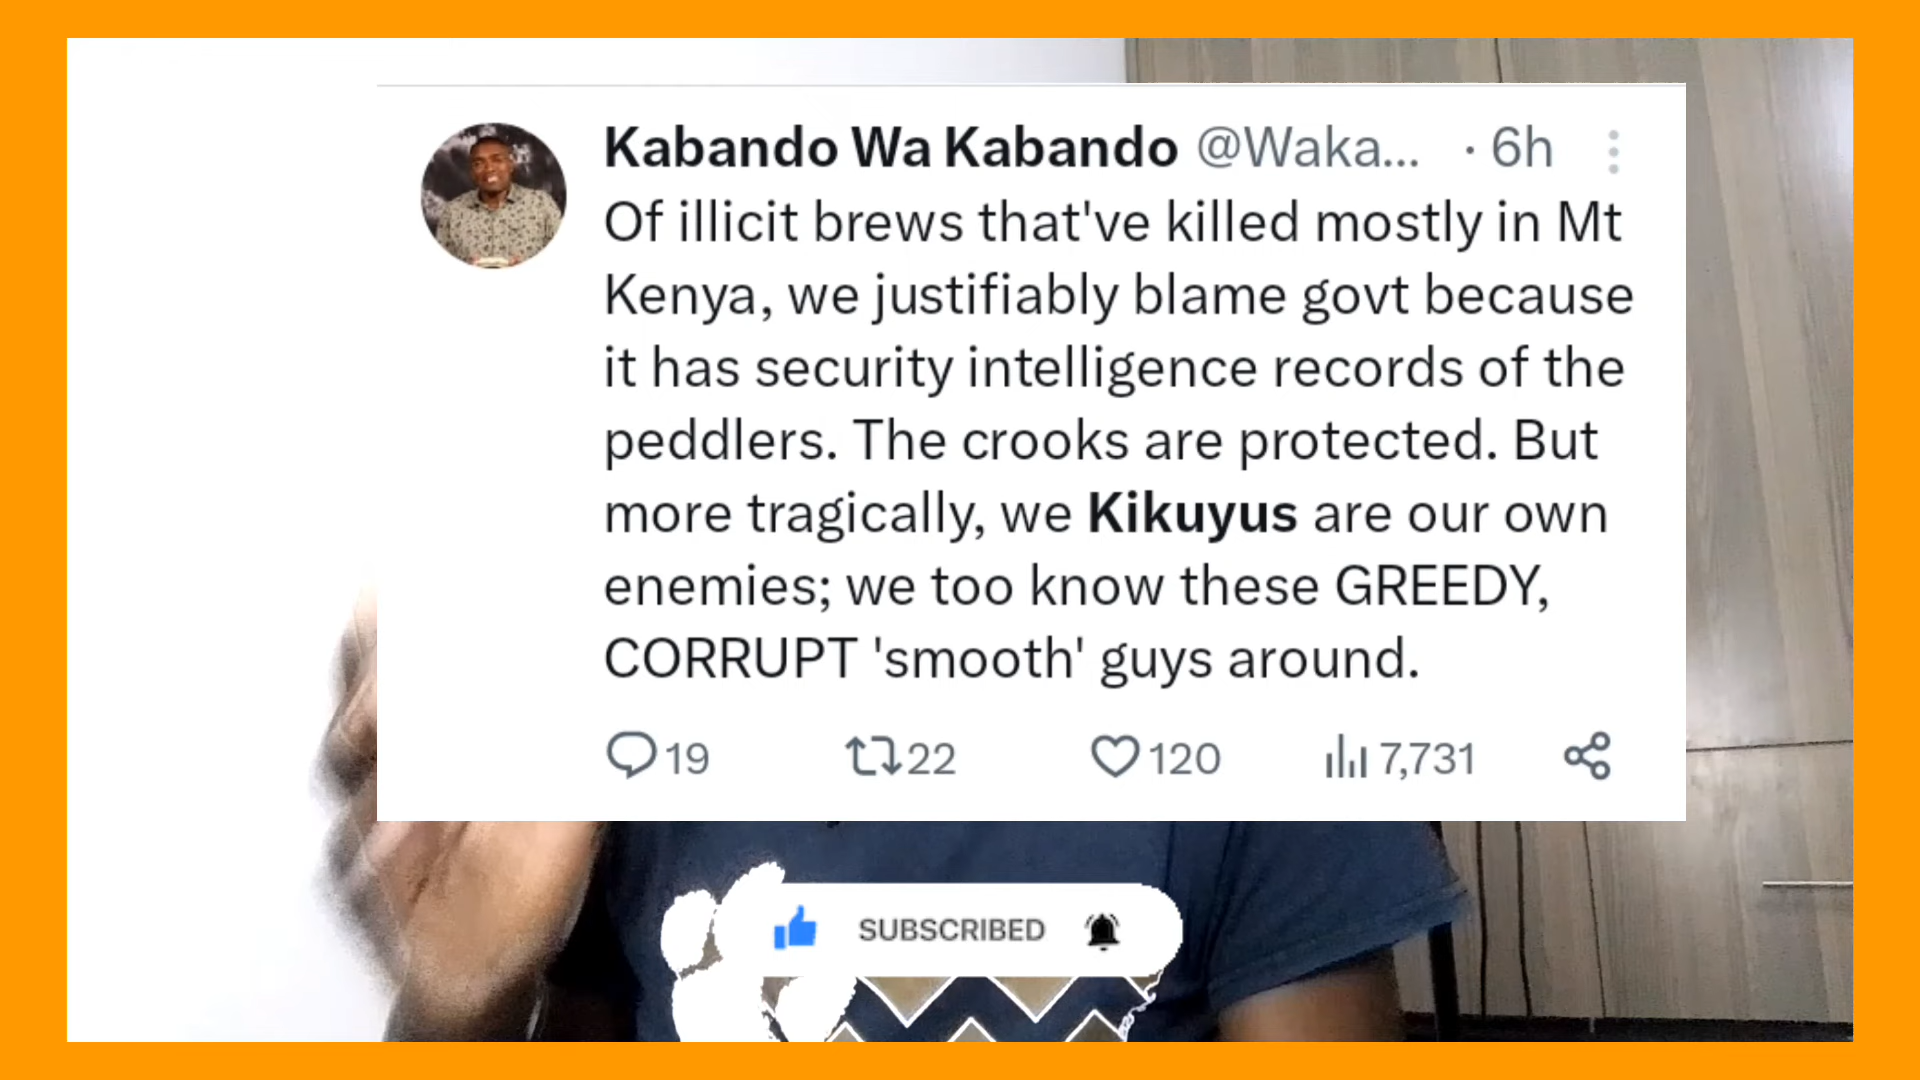 Kabando Wa Kabando @Waka... · 6h
Of illicit brews that've killed mostly in Mt
Kenya, we justifiably blame govt because
it has security intelligence records of the
peddlers. The crooks are protected. But
more tragically, we Kikuyus are our own
enemies; we too know these GREEDY,
CORRUPT 'smooth' guys around.
19 22 120 7,731
SUBSCRIBED